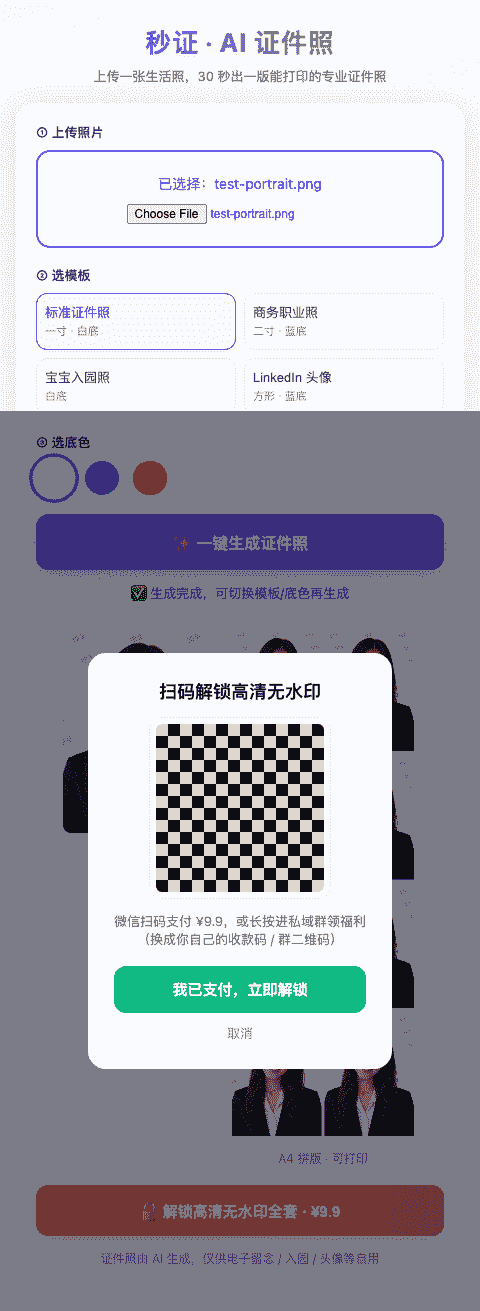 秒证 · AI 证件照
上传一张生活照，30 秒出一版能打印的专业证件照
① 上传照片
已选择：test-portrait.png
Choose File test-portrait.png
② 选模板
标准证件照
一寸 · 白底
商务职业照
二寸 · 蓝底
宝宝入园照
白底
LinkedIn 头像
方形 · 蓝底
③ 选底色
✨ 一键生成证件照
✅ 生成完成，可切换模板/底色再生成
扫码解锁高清无水印
微信扫码支付 ¥9.9，或长按进私域群领福利
（换成你自己的收款码 / 群二维码）
我已支付，立即解锁
取消
A4 排版 · 可打印
解锁高清无水印全套 · ¥9.9
证件照由 AI 生成，仅供电子留念 / 入园 / 头像等自用